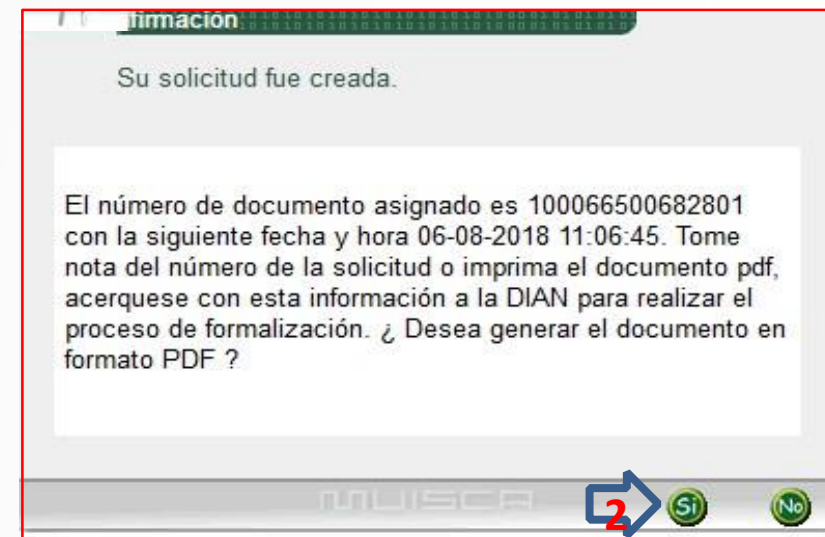 firmación
Su solicitud fue creada.
El número de documento asignado es 100066500682801
con la siguiente fecha y hora 06-08-2018 11:06:45. Tome
nota del número de la solicitud o imprima el documento pdf,
acerquese con esta información a la DIAN para realizar el
proceso de formalización. ¿ Desea generar el documento en
formato PDF ?
MUISCA 2 Si No